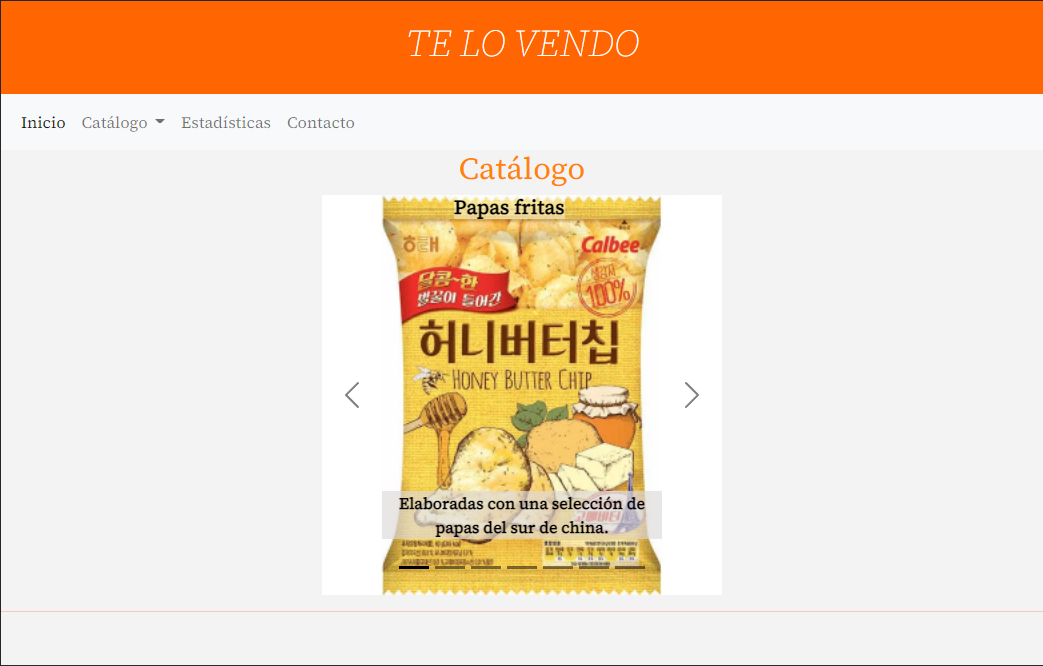 TE LO VENDO
Inicio Catálogo Estadísticas Contacto
Catálogo
Papas fritas
해태 Calbee
생감자
100%
달콤~한
벌꿀이 들어간
허니버터칩
HONEY BUTTER CHIP
Elaboradas con una selección de
papas del sur de china.